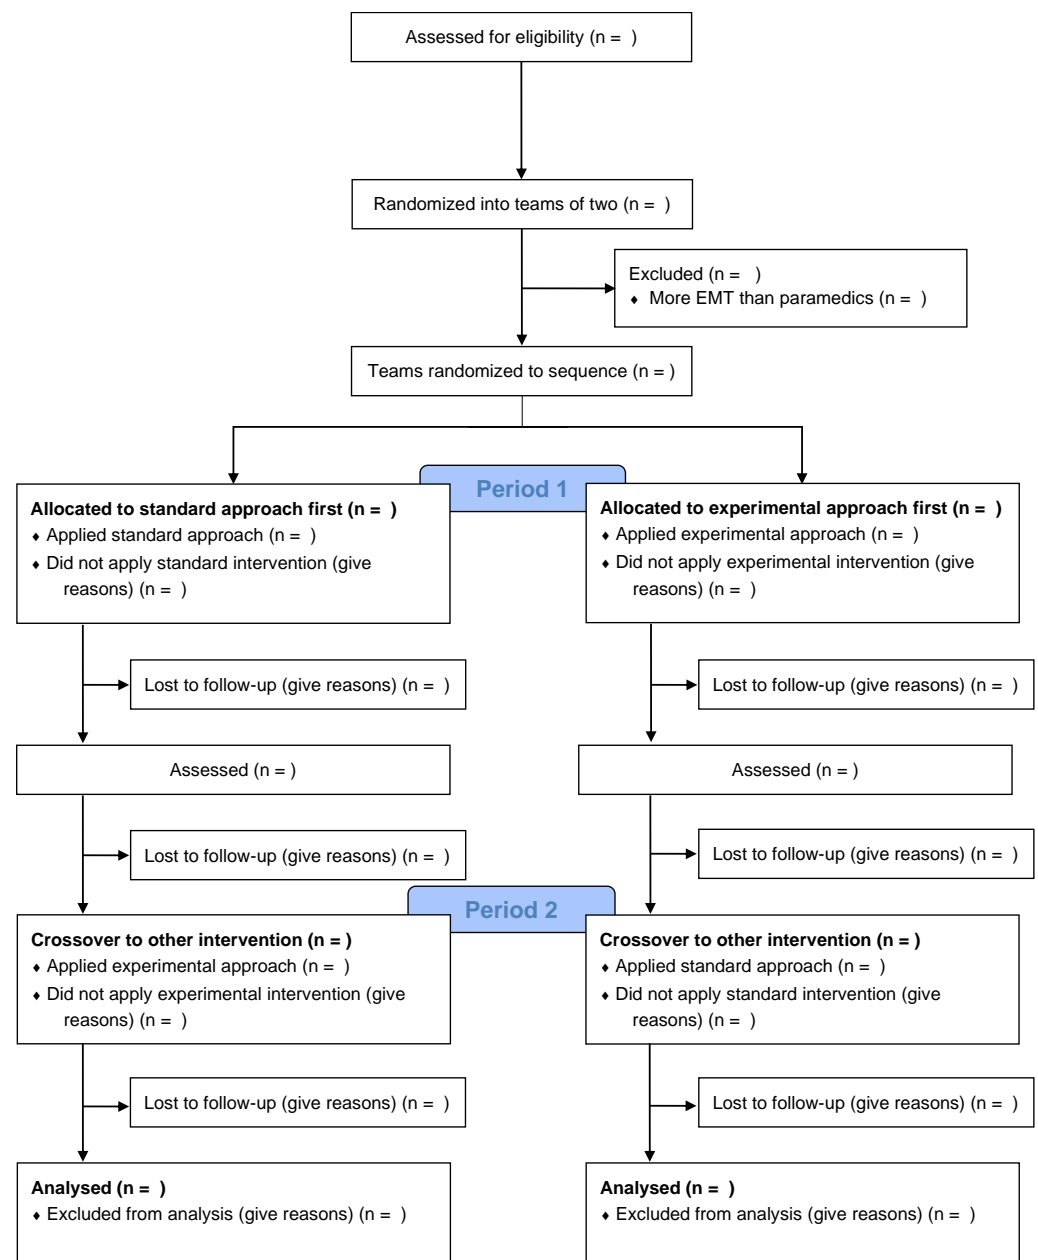 Assessed for eligibility (n =  )
Randomized into teams of two (n =  )
Excluded (n =   )
♦ More EMT than paramedics (n =  )
Teams randomized to sequence (n = )
Period 1
Allocated to standard approach first (n =  )
♦ Applied standard approach (n =  )
♦ Did not apply standard intervention (give
reasons) (n =  )
Allocated to experimental approach first (n =  )
♦ Applied experimental approach (n =  )
♦ Did not apply experimental intervention (give
reasons) (n =  )
Lost to follow-up (give reasons) (n =  )
Lost to follow-up (give reasons) (n =  )
Assessed (n = )
Assessed (n = )
Lost to follow-up (give reasons) (n =  )
Lost to follow-up (give reasons) (n =  )
Period 2
Crossover to other intervention (n = )
♦ Applied experimental approach (n =  )
♦ Did not apply experimental intervention (give
reasons) (n =  )
Crossover to other intervention (n = )
♦ Applied standard approach (n =  )
♦ Did not apply standard intervention (give
reasons) (n =  )
Lost to follow-up (give reasons) (n =  )
Lost to follow-up (give reasons) (n =  )
Analysed (n =  )
♦ Excluded from analysis (give reasons) (n =  )
Analysed (n =  )
♦ Excluded from analysis (give reasons) (n =  )